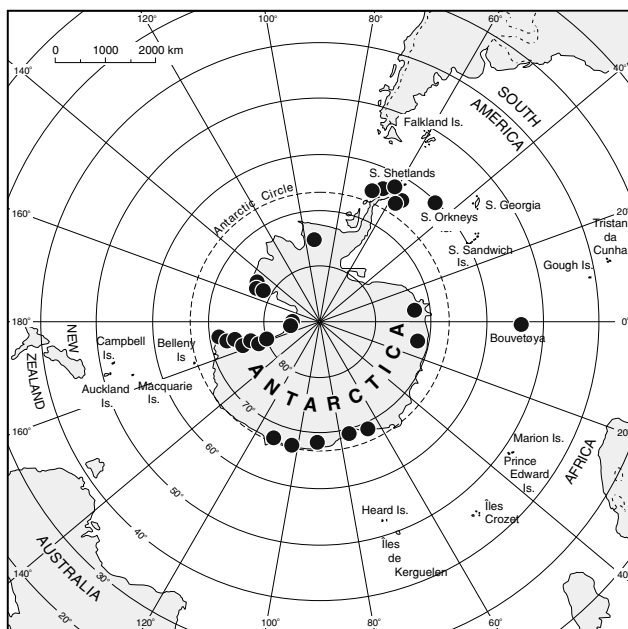 120°
100°
80°
60°
0 1000 2000 km
140°
40°
SOUTH
AMERICA
Falkland Is.
S. Shetlands
Antarctic Circle
S. Georgia
S. Orkneys
160°
20°
Tristan
da
Cunha
S. Sandwich
Is.
Gough Is.
180°
0°
NEW
ZEALAND
Campbell
Is.
Belleny
Is
Bouvetøya
Auckland
Is.
Macquarie
Is.
ANTARCTICA
80°
70°
60°
50°
40°
30°
20°
160°
20°
Marion Is.
Prince
Edward
Is.
AFRICA
Heard Is.
Îles
Crozet
Îles
de
Kerguelen
AUSTRALIA
140°
40°
120°
100°
80°
60°